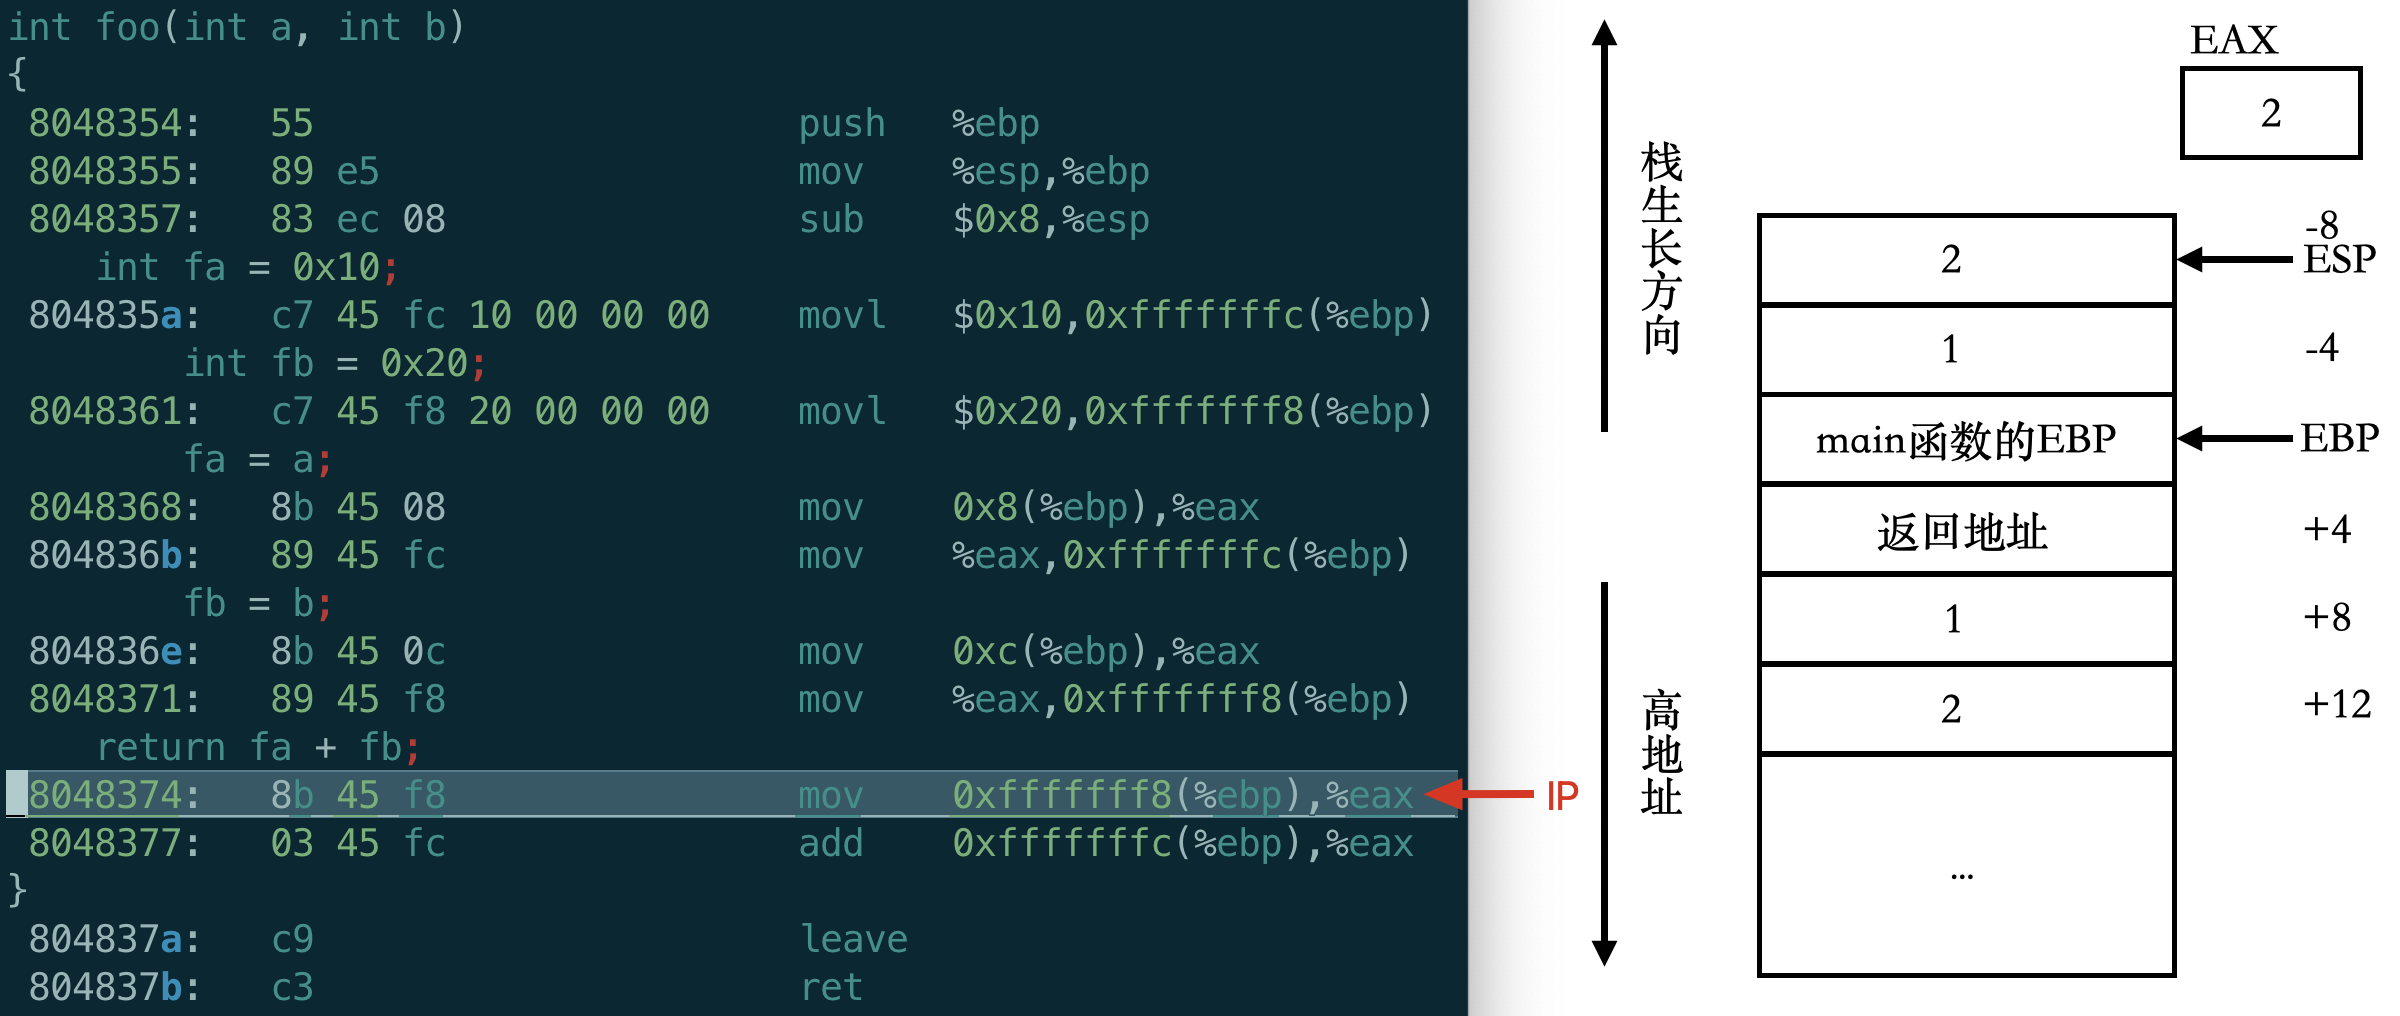 int foo(int a, int b)
{
8048354: 55 push %ebp
8048355: 89 e5 mov %esp,%ebp
8048357: 83 ec 08 sub $0x8,%esp
int fa = 0x10;
804835a: c7 45 fc 10 00 00 00 movl $0x10,0xfffffffc(%ebp)
int fb = 0x20;
8048361: c7 45 f8 20 00 00 00 movl $0x20,0xfffffff8(%ebp)
fa = a;
8048368: 8b 45 08 mov 0x8(%ebp),%eax
804836b: 89 45 fc mov %eax,0xfffffffc(%ebp)
fb = b;
804836e: 8b 45 0c mov 0xc(%ebp),%eax
8048371: 89 45 f8 mov %eax,0xfffffff8(%ebp)
return fa + fb;
8048374: 8b 45 f8 mov 0xfffffff8(%ebp),%eax
8048377: 03 45 fc add 0xfffffffc(%ebp),%eax
}
804837a: c9 leave
804837b: c3 ret
IP
栈生长方向
高地址
EAX
2
2
-8
ESP
1
-4
main函数的EBP
EBP
返回地址
+4
1
+8
2
+12
...